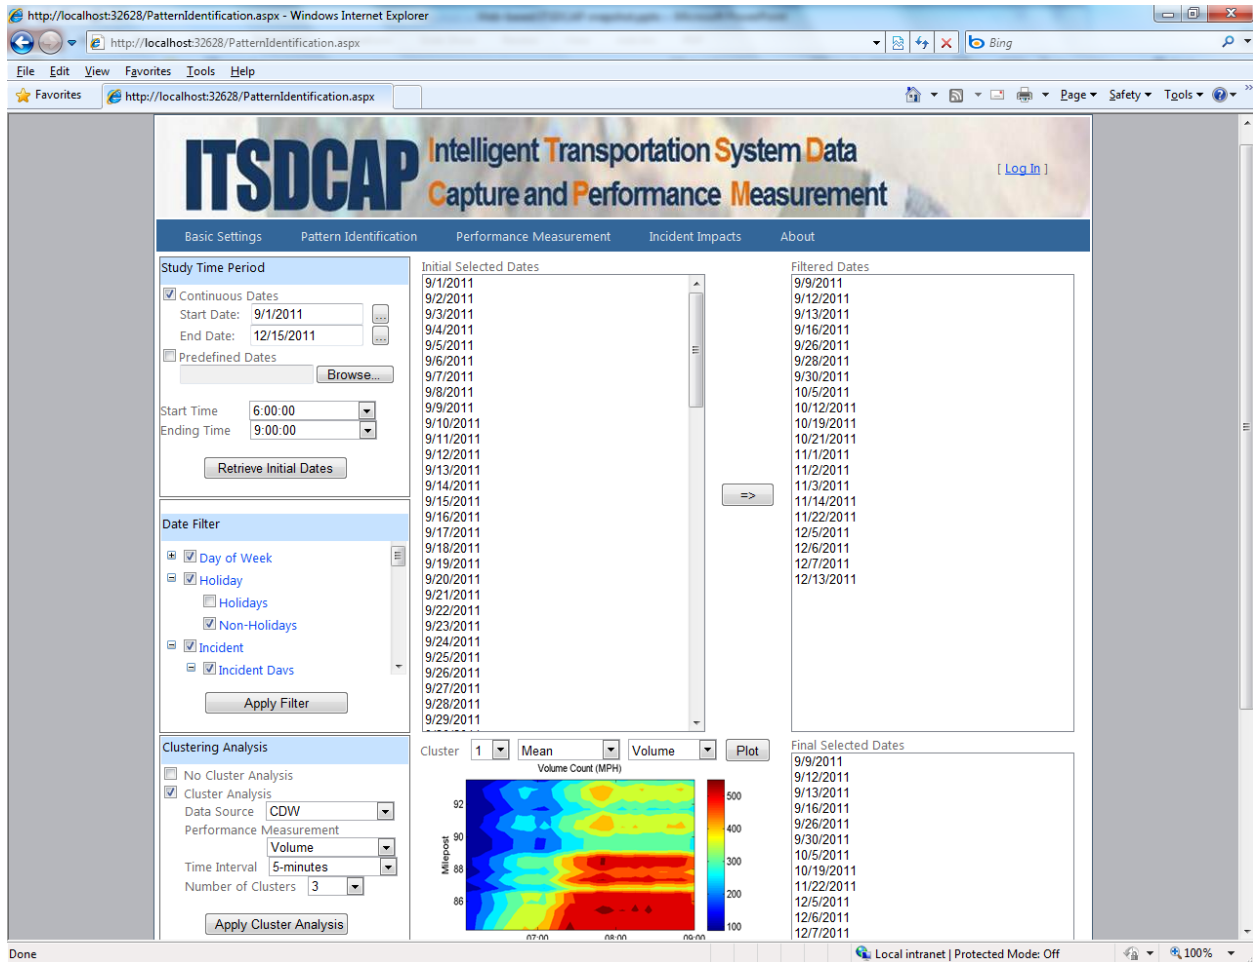 http://localhost:32628/PatternIdentification.aspx - Windows Internet Explorer
http://localhost:32628/PatternIdentification.aspx
Bing
File Edit View Favorites Tools Help
Favorites
http://localhost:32628/PatternIdentification.aspx
Page Safety Tools
ITSDCAP
Intelligent Transportation System Data
Capture and Performance Measurement
[ Log In ]
Basic Settings Pattern Identification Performance Measurement Incident Impacts About
Study Time Period
Continuous Dates
Start Date: 9/1/2011 ...
End Date: 12/15/2011 ...
Predefined Dates
Browse...
Start Time 6:00:00
Ending Time 9:00:00
Retrieve Initial Dates
Date Filter
Day of Week
Holiday
Holidays
Non-Holidays
Incident
Incident Days
Apply Filter
Clustering Analysis
No Cluster Analysis
Cluster Analysis
Data Source CDW
Performance Measurement
Volume
Time Interval 5-minutes
Number of Clusters 3
Apply Cluster Analysis
Initial Selected Dates
9/1/2011
9/2/2011
9/3/2011
9/4/2011
9/5/2011
9/6/2011
9/7/2011
9/8/2011
9/9/2011
9/10/2011
9/11/2011
9/12/2011
9/13/2011
9/14/2011
9/15/2011
9/16/2011
9/17/2011
9/18/2011
9/19/2011
9/20/2011
9/21/2011
9/22/2011
9/23/2011
9/24/2011
9/25/2011
9/26/2011
9/27/2011
9/28/2011
9/29/2011
=>
Filtered Dates
9/9/2011
9/12/2011
9/13/2011
9/16/2011
9/26/2011
9/28/2011
9/30/2011
10/5/2011
10/12/2011
10/19/2011
10/21/2011
11/1/2011
11/2/2011
11/3/2011
11/14/2011
11/22/2011
12/5/2011
12/6/2011
12/7/2011
12/13/2011
Cluster 1 Mean Volume Plot
Volume Count (MPH)
Milepost
92
90
88
86
07:00 08:00 09:00
500
400
300
200
100
Final Selected Dates
9/9/2011
9/12/2011
9/13/2011
9/16/2011
9/26/2011
9/30/2011
10/5/2011
10/19/2011
11/22/2011
12/5/2011
12/6/2011
12/7/2011
Done
Local intranet | Protected Mode: Off
100%